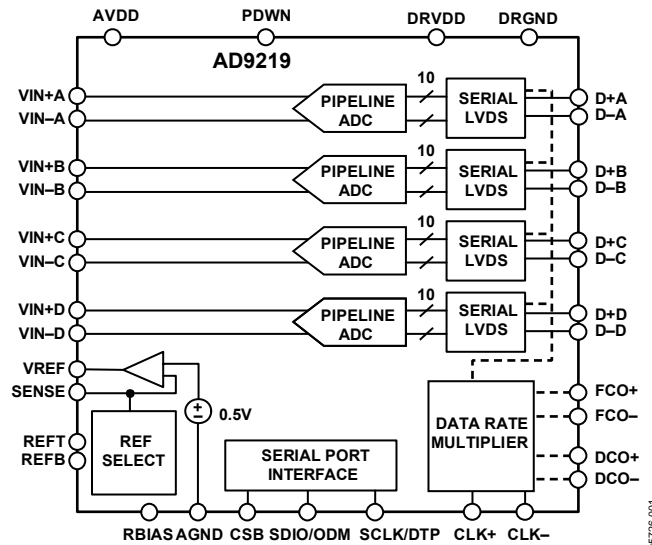 AVDD PDWN DRVDD DRGND
AD9219
VIN+A
VIN–A
PIPELINE
ADC
10
SERIAL
LVDS
D+A
D–A
VIN+B
VIN–B
PIPELINE
ADC
10
SERIAL
LVDS
D+B
D–B
VIN+C
VIN–C
PIPELINE
ADC
10
SERIAL
LVDS
D+C
D–C
VIN+D
VIN–D
PIPELINE
ADC
10
SERIAL
LVDS
D+D
D–D
VREF
SENSE
+
–
0.5V
REFT
REFB
REF
SELECT
SERIAL PORT
INTERFACE
DATA RATE
MULTIPLIER
FCO+
FCO–
DCO+
DCO–
RBIAS AGND CSB SDIO/ODM SCLK/DTP CLK+ CLK–